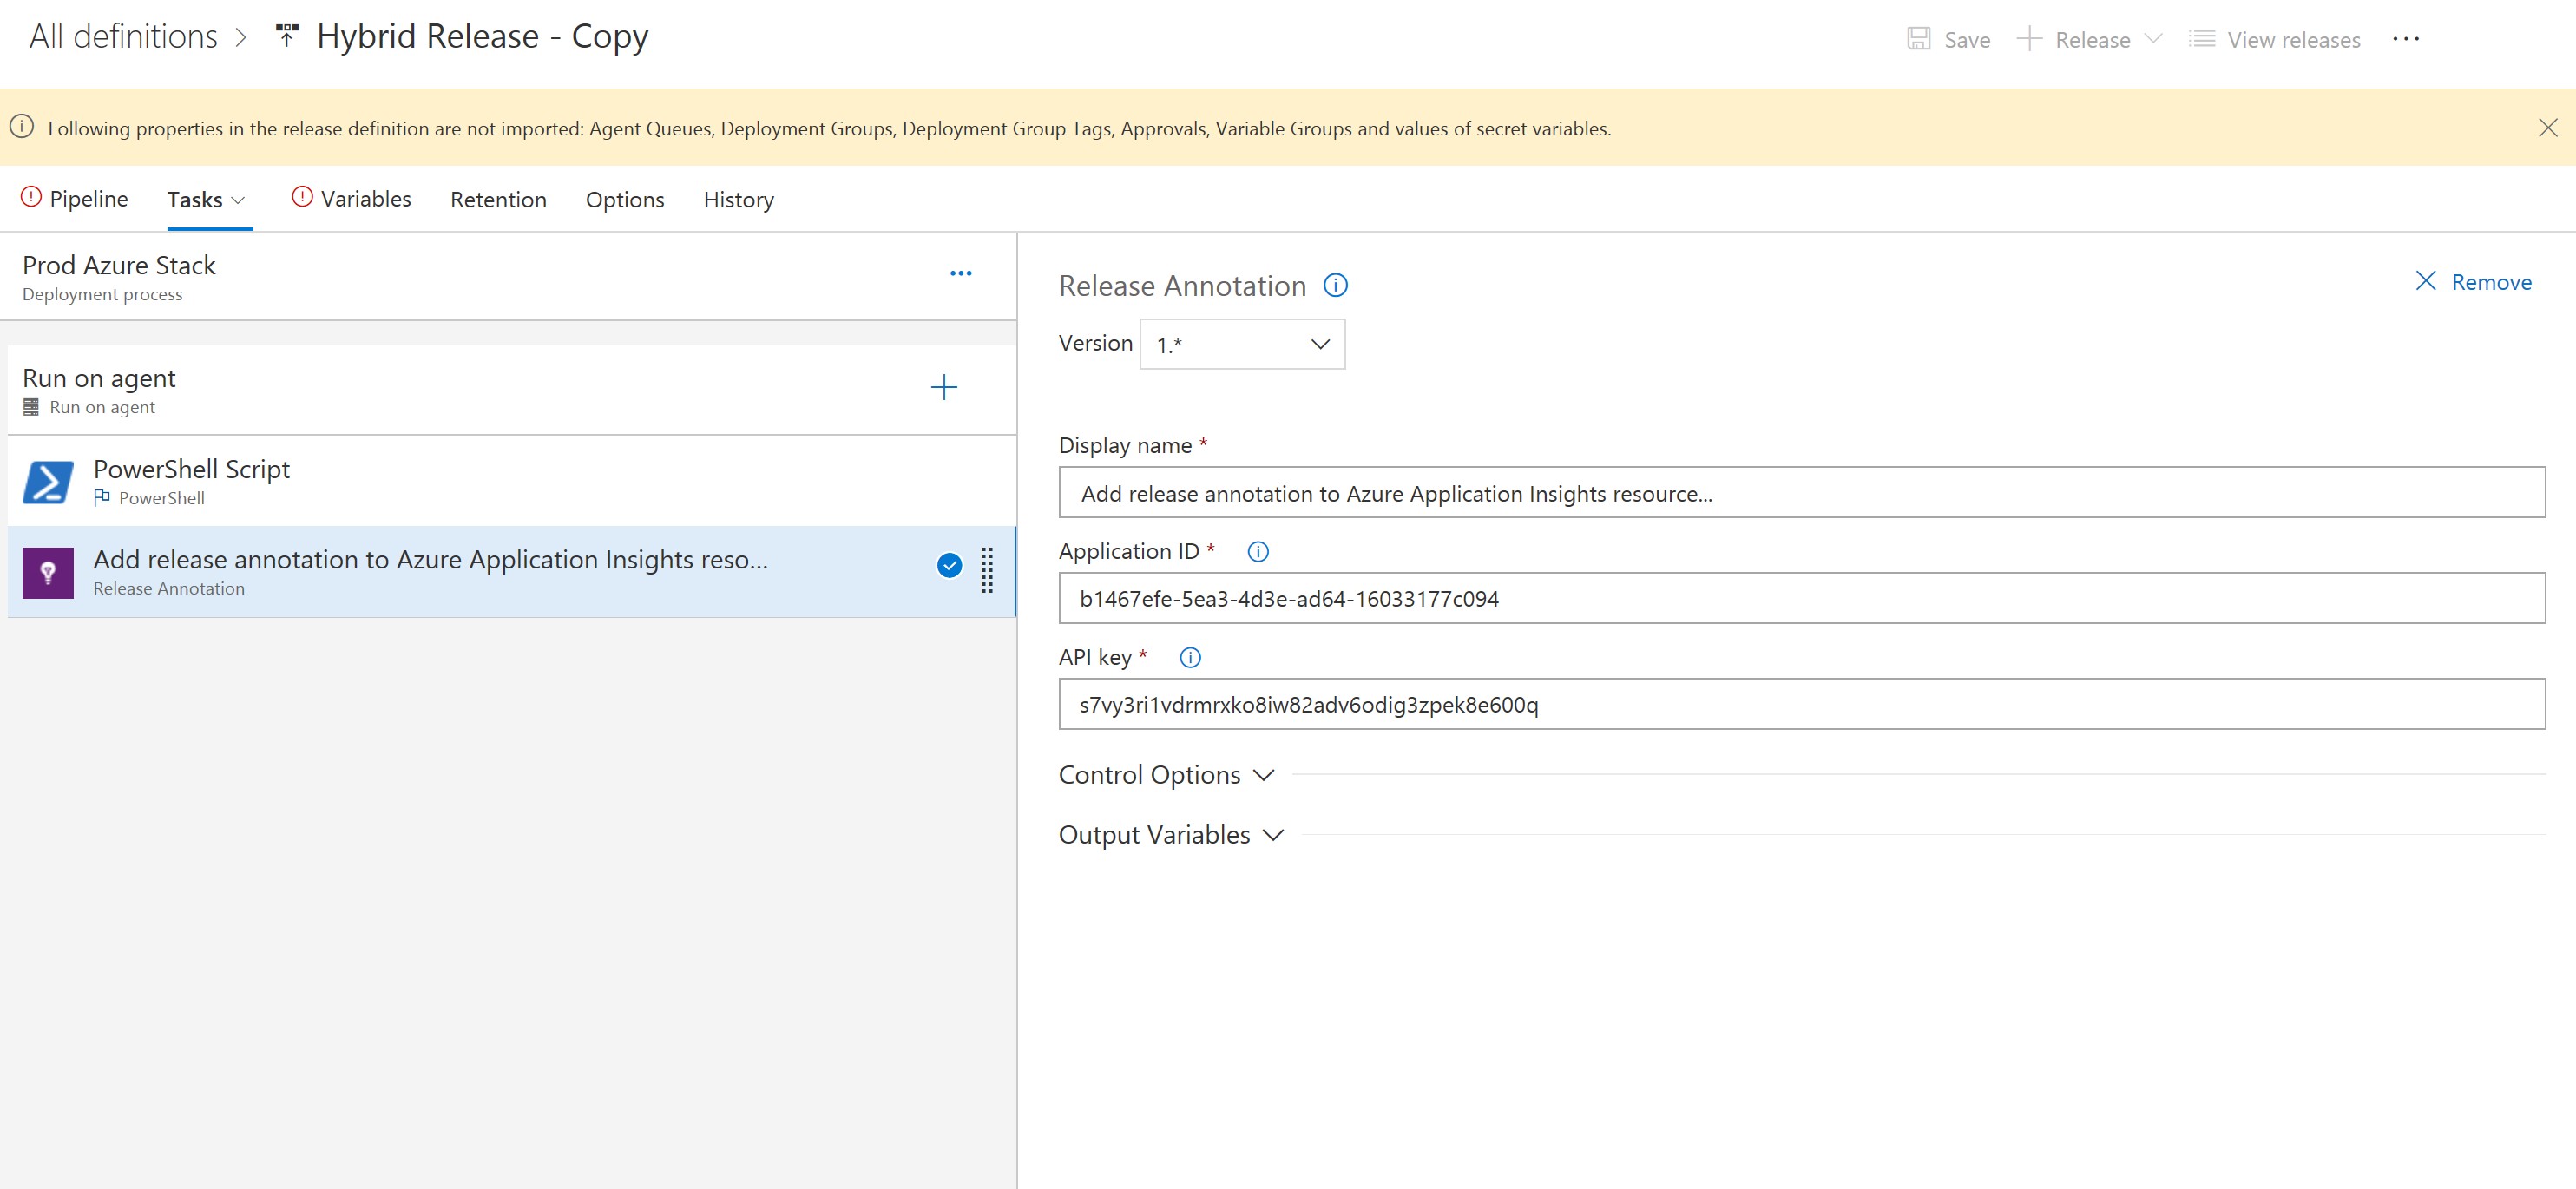 All definitions > Hybrid Release - Copy
Save + Release View releases ...
Following properties in the release definition are not imported: Agent Queues, Deployment Groups, Deployment Group Tags, Approvals, Variable Groups and values of secret variables.
Pipeline Tasks Variables Retention Options History
Prod Azure Stack
Deployment process
Run on agent
Run on agent
PowerShell Script
PowerShell
Add release annotation to Azure Application Insights reso...
Release Annotation
Release Annotation
Remove
Version 1.*
Display name *
Add release annotation to Azure Application Insights resource...
Application ID *
b1467efe-5ea3-4d3e-ad64-16033177c094
API key *
s7vy3ri1vdrmrxko8iw82adv6odig3zpek8e600q
Control Options
Output Variables